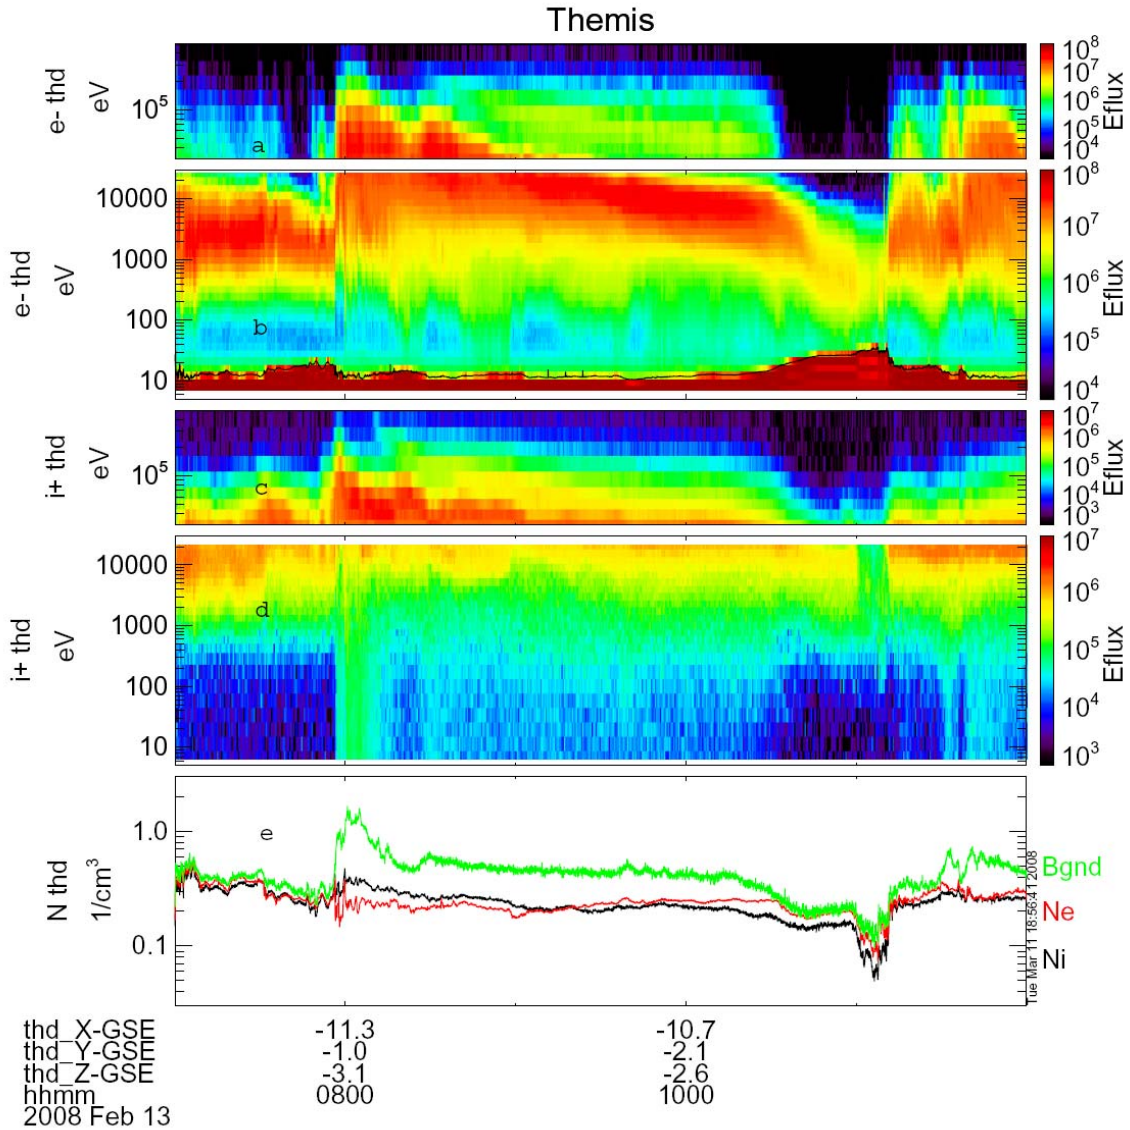 Themis
e- thd
eV
10^5
a
10^8
10^7
10^6
10^5
10^4
Eflux
e- thd
eV
10000
1000
100
10
b
10^8
10^7
10^6
10^5
10^4
Eflux
i+ thd
eV
10^5
c
10^7
10^6
10^5
10^4
10^3
Eflux
i+ thd
eV
10000
1000
100
10
d
10^7
10^6
10^5
10^4
10^3
Eflux
N thd
1/cm^3
1.0
0.1
e
Bgnd
Ne
Ni
Tue Mar 11 18:56:41 2008
thd_X-GSE -11.3 -10.7
thd_Y-GSE -1.0 -2.1
thd_Z-GSE -3.1 -2.6
hhmm 0800 1000
2008 Feb 13